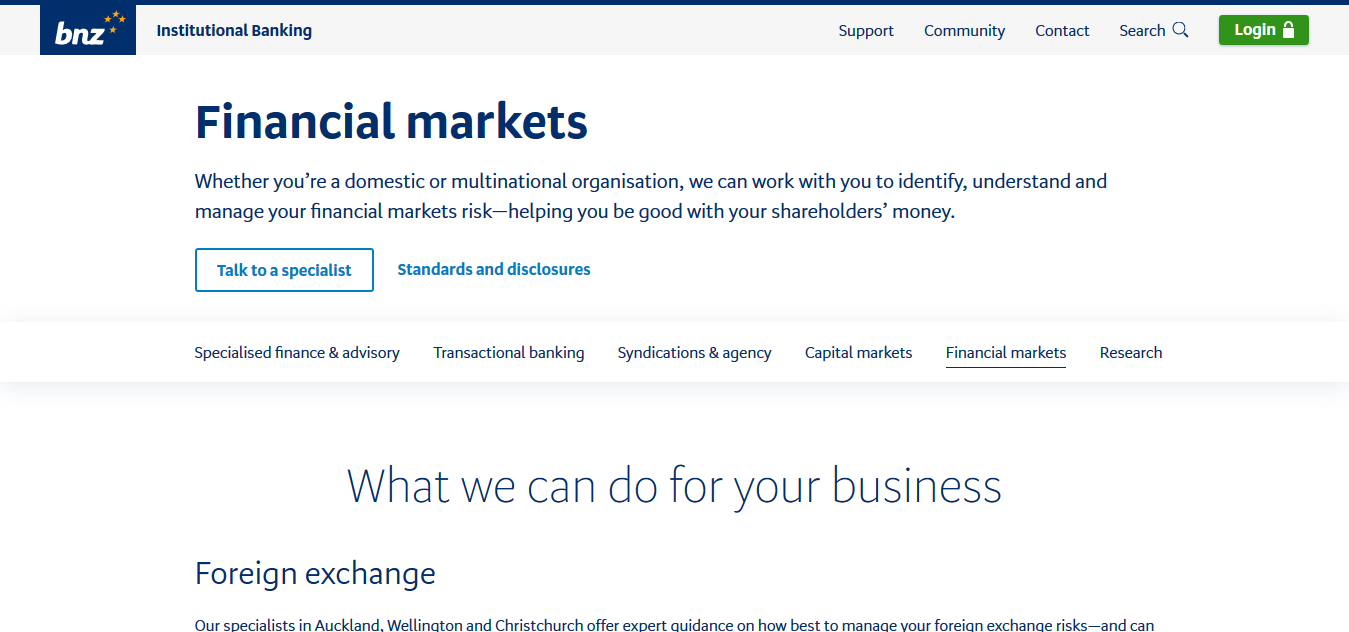 bnz
Institutional Banking
Support
Community
Contact
Search
Login
Financial markets
Whether you’re a domestic or multinational organisation, we can work with you to identify, understand and
manage your financial markets risk—helping you be good with your shareholders’ money.
Talk to a specialist
Standards and disclosures
Specialised finance & advisory
Transactional banking
Syndications & agency
Capital markets
Financial markets
Research
What we can do for your business
Foreign exchange
Our specialists in Auckland, Wellington and Christchurch offer expert guidance on how best to manage your foreign exchange risks—and can